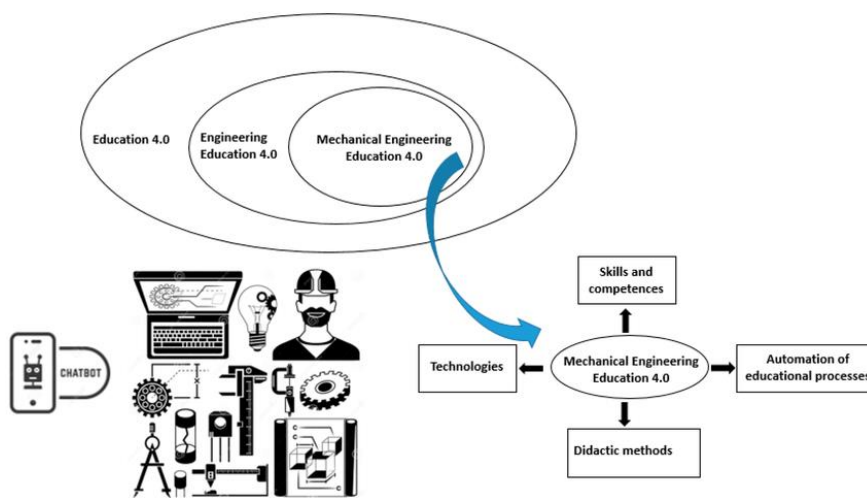 Education 4.0
Engineering
Education 4.0
Mechanical Engineering
Education 4.0
CHATBOT
Skills and
competences
Technologies
Mechanical Engineering
Education 4.0
Automation of
educational processes
Didactic methods